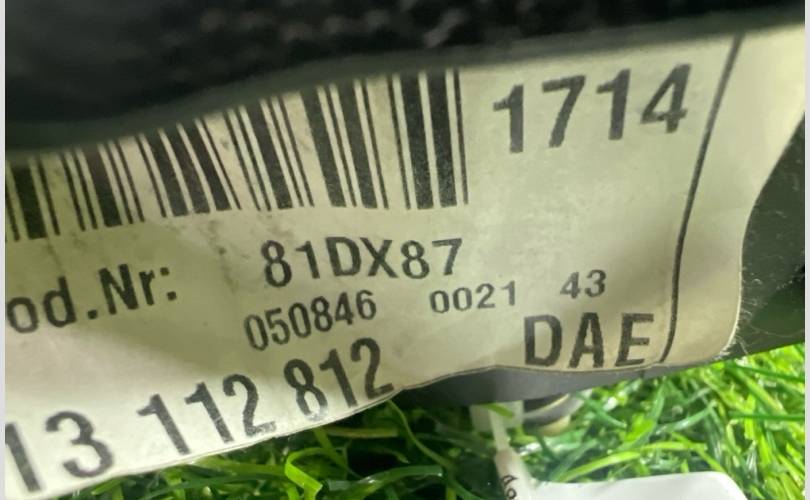 1714
od.Nr: 81DX87
050846 0021 43
13 112 812 DAE